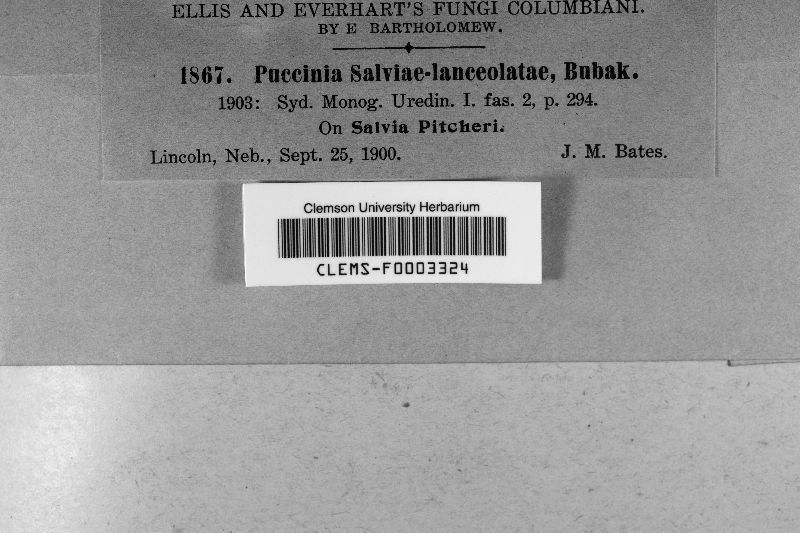 ELLIS AND EVERHART'S FUNGI COLUMBIANI.
BY E BARTHOLOMEW.
1867. Puccinia Salviae-lanceolatae, Bubak.
1903: Syd. Monog. Uredin. I. fas. 2, p. 294.
On Salvia Pitcheri.
Lincoln, Neb., Sept. 25, 1900. J. M. Bates.
Clemson University Herbarium
CLEMS-F0003324